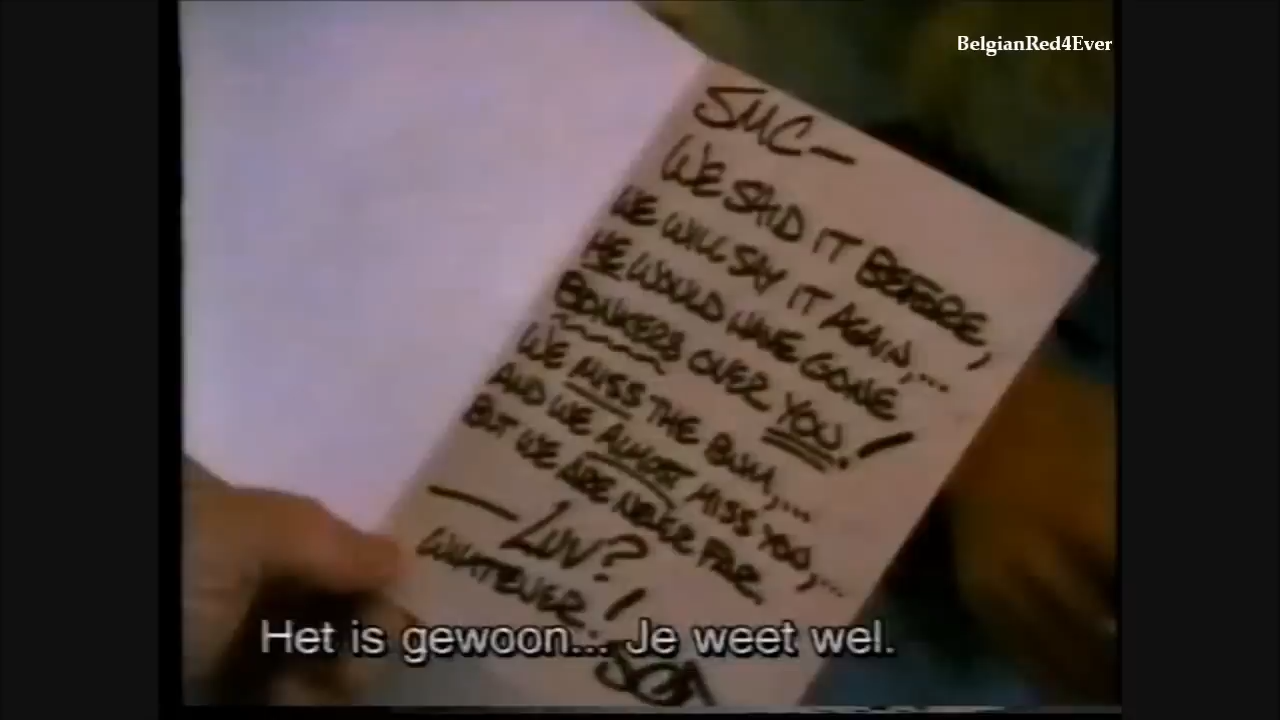 BelgianRed4Ever
SMC—
WE SAID IT BEFORE,
WE WILL SAY IT AGAIN,...
HE WOULD HAVE GONE
BONKERS OVER YOU!
WE MISS THE BUM,...
AND WE ALMOST MISS YOU,...
BUT WE ARE NEVER FAR.
— LUV?
WHATEVER!
Het is gewoon... Je weet wel.